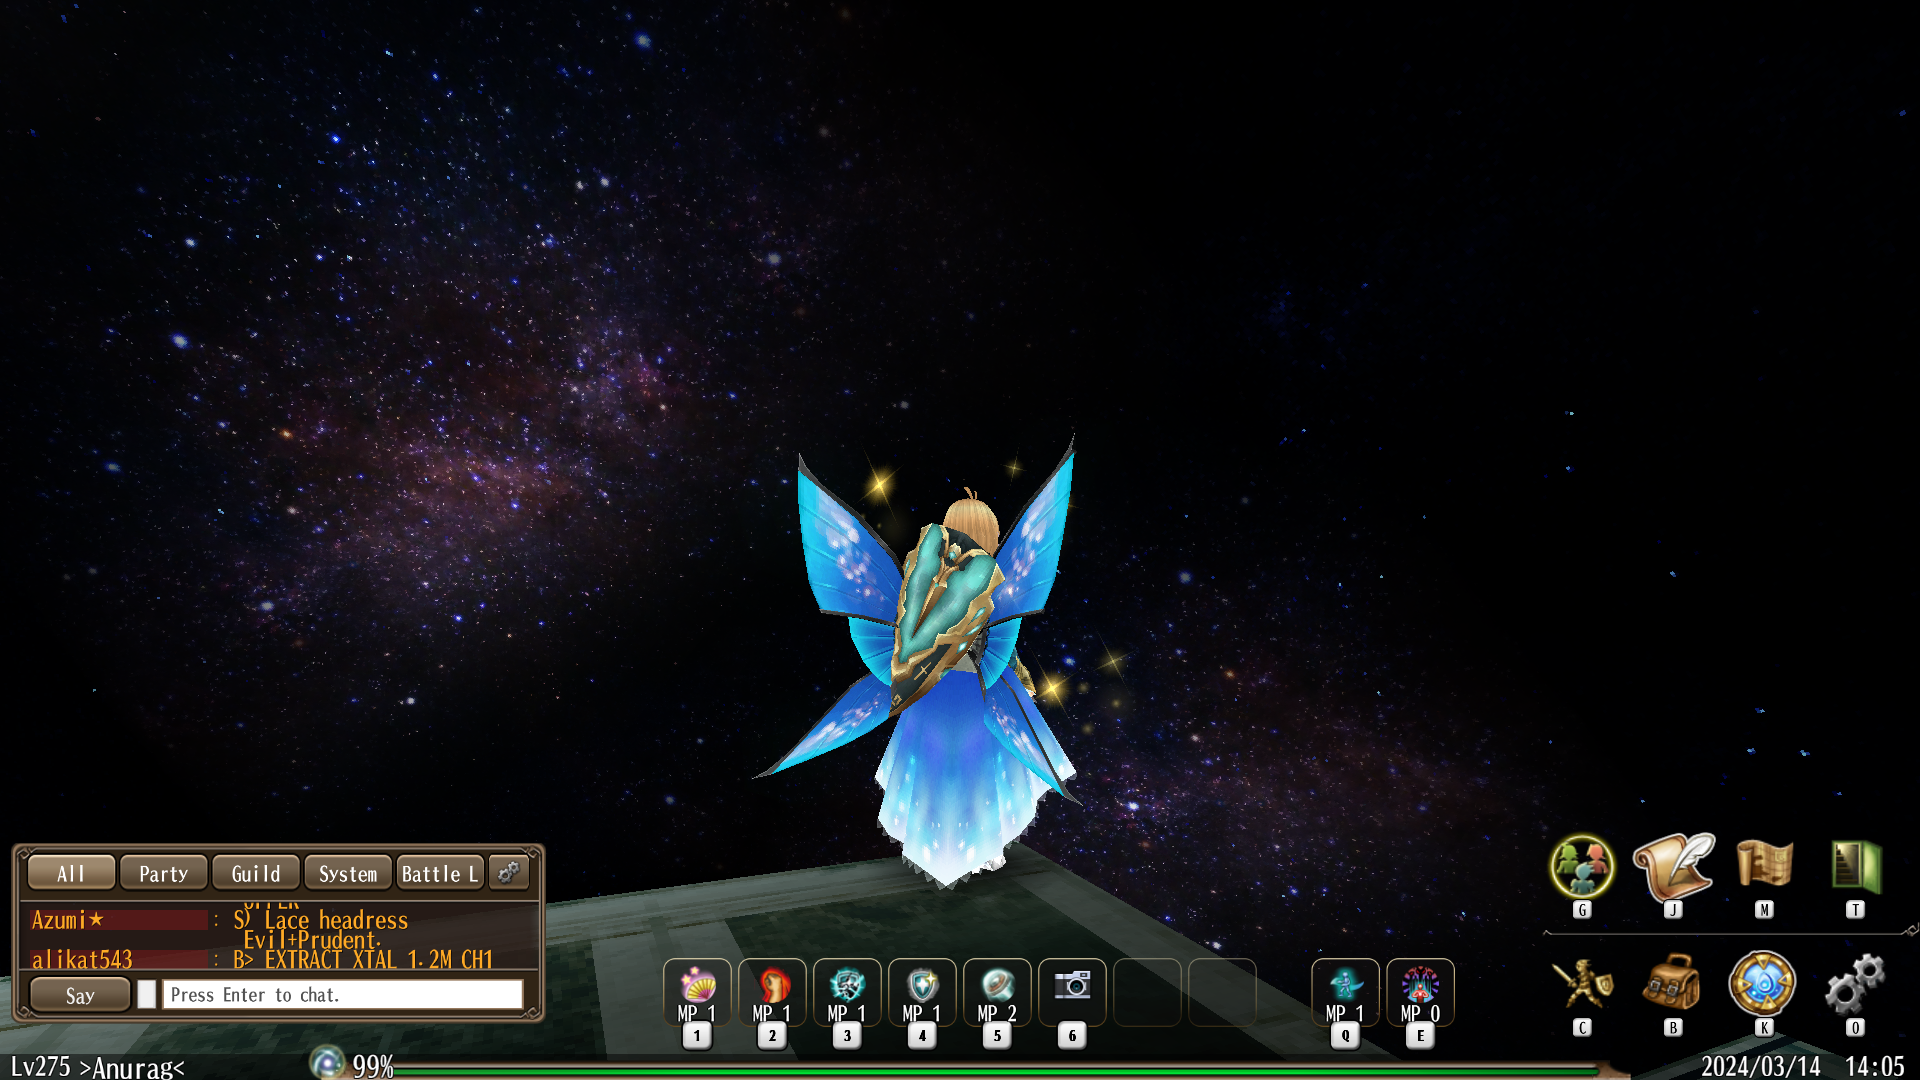 All Party Guild System Battle L
OFFER
Azumi★ : S) Lace headress
Evil+Prudent.
alikat543 : B> EXTRACT XTAL 1.2M CH1
Say Press Enter to chat.
MP 1 MP 1 MP 1 MP 1 MP 2 MP 1 MP 0
1 2 3 4 5 6 Q E
G J M T
C B K O
Lv275 >Anurag< 99% 2024/03/14 14:05